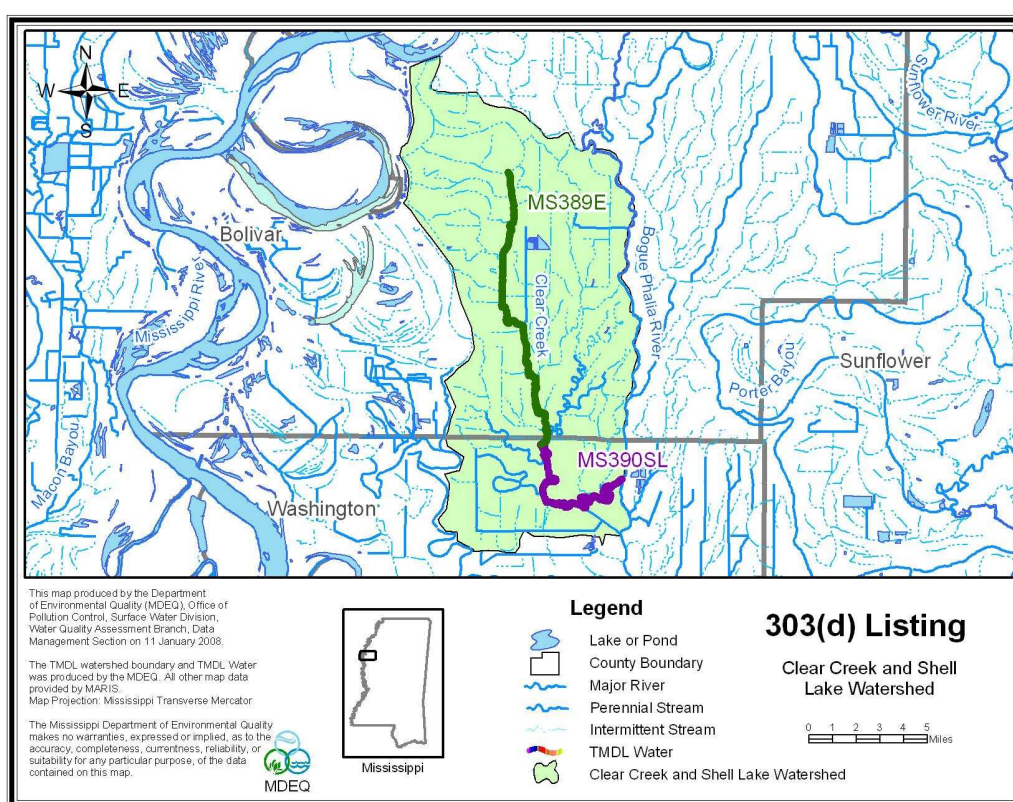 N
W E
S
Sunflower River
MS389E
Bolivar
Bogue Phalia River
Clear Creek
Mississippi Rive
Sunflower
Porter Bayou
MS390SL
Macon Bayou
Washington
This map produced by the Department
of Environmental Quality (MDEQ), Office of
Pollution Control, Surface Water Division,
Water Quality Assessment Branch, Data
Management Section on 11 January 2008.
The TMDL watershed boundary and TMDL Water
was produced by the MDEQ. All other map data
provided by MARIS.
Map Projection: Mississippi Transverse Mercator
The Mississippi Department of Environmental Quality
makes no warranties, expressed or implied, as to the
accuracy, completeness, currentness, reliability, or
suitability for any particular purpose, of the data
contained on this map.
MDEQ
Mississippi
Legend
Lake or Pond
County Boundary
Major River
Perennial Stream
Intermittent Stream
TMDL Water
Clear Creek and Shell Lake Watershed
303(d) Listing
Clear Creek and Shell
Lake Watershed
0 1 2 3 4 5
Miles